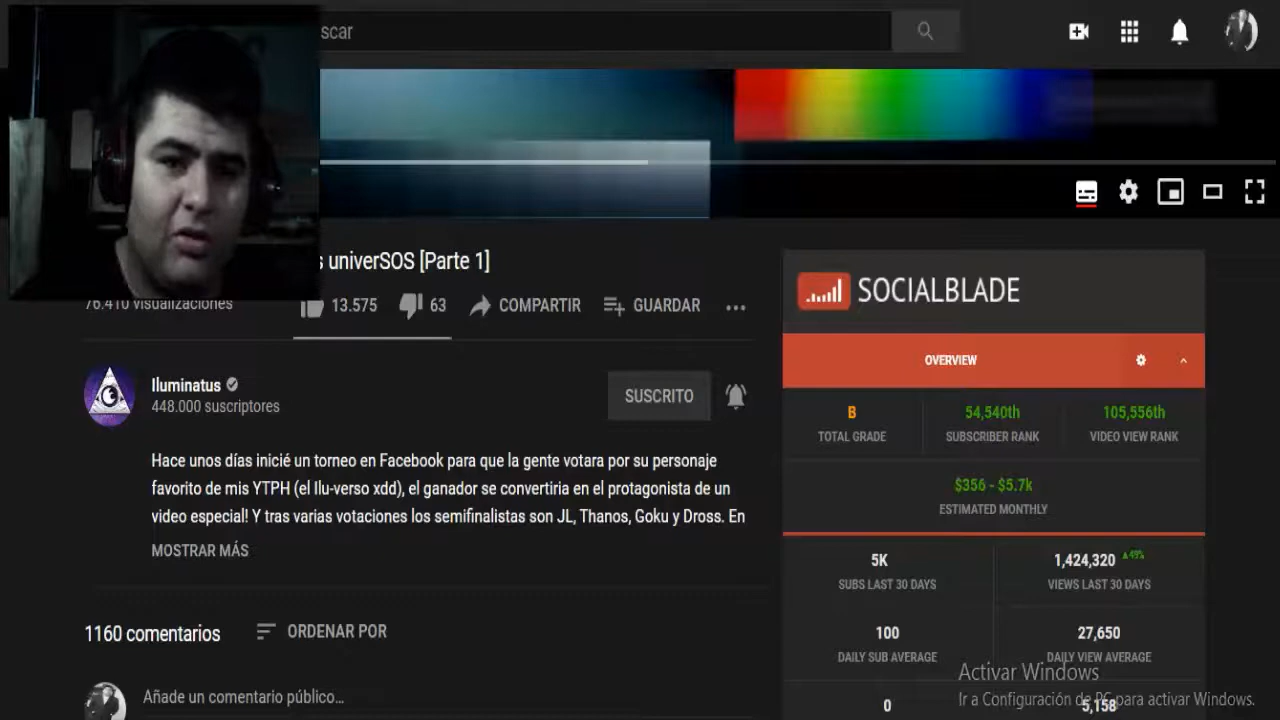 scar
s univerSOS [Parte 1]
76.410 visualizaciones
13.575
63
COMPARTIR
GUARDAR
Iluminatus
448.000 suscriptores
SUSCRITO
Hace unos días inicié un torneo en Facebook para que la gente votara por su personaje
favorito de mis YTPH (el Ilu-verso xdd), el ganador se convertiria en el protagonista de un
video especial! Y tras varias votaciones los semifinalistas son JL, Thanos, Goku y Dross. En
MOSTRAR MÁS
1160 comentarios
ORDENAR POR
Añade un comentario público...
SOCIALBLADE
OVERVIEW
B
54,540th
105,556th
TOTAL GRADE
SUBSCRIBER RANK
VIDEO VIEW RANK
$356 - $5.7k
ESTIMATED MONTHLY
5K
1,424,320 ▲49%
SUBS LAST 30 DAYS
VIEWS LAST 30 DAYS
100
27,650
DAILY SUB AVERAGE
DAILY VIEW AVERAGE
0
5,158
Activar Windows
Ir a Configuración de PC para activar Windows.